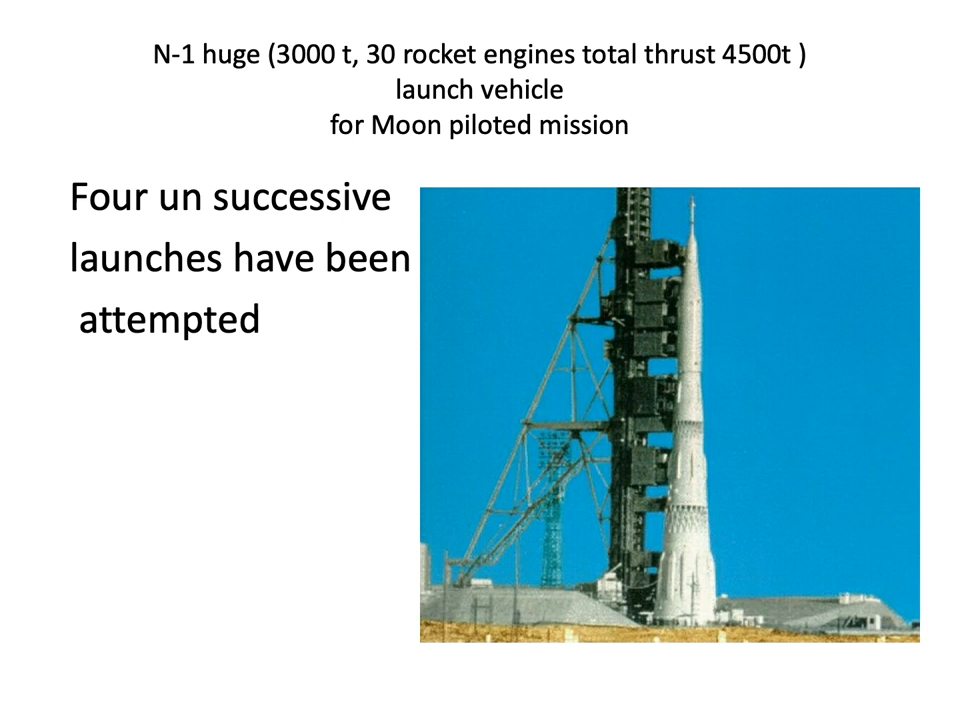 N-1 huge (3000 t, 30 rocket engines total thrust 4500t )
launch vehicle
for Moon piloted mission
Four un successive
launches have been
attempted